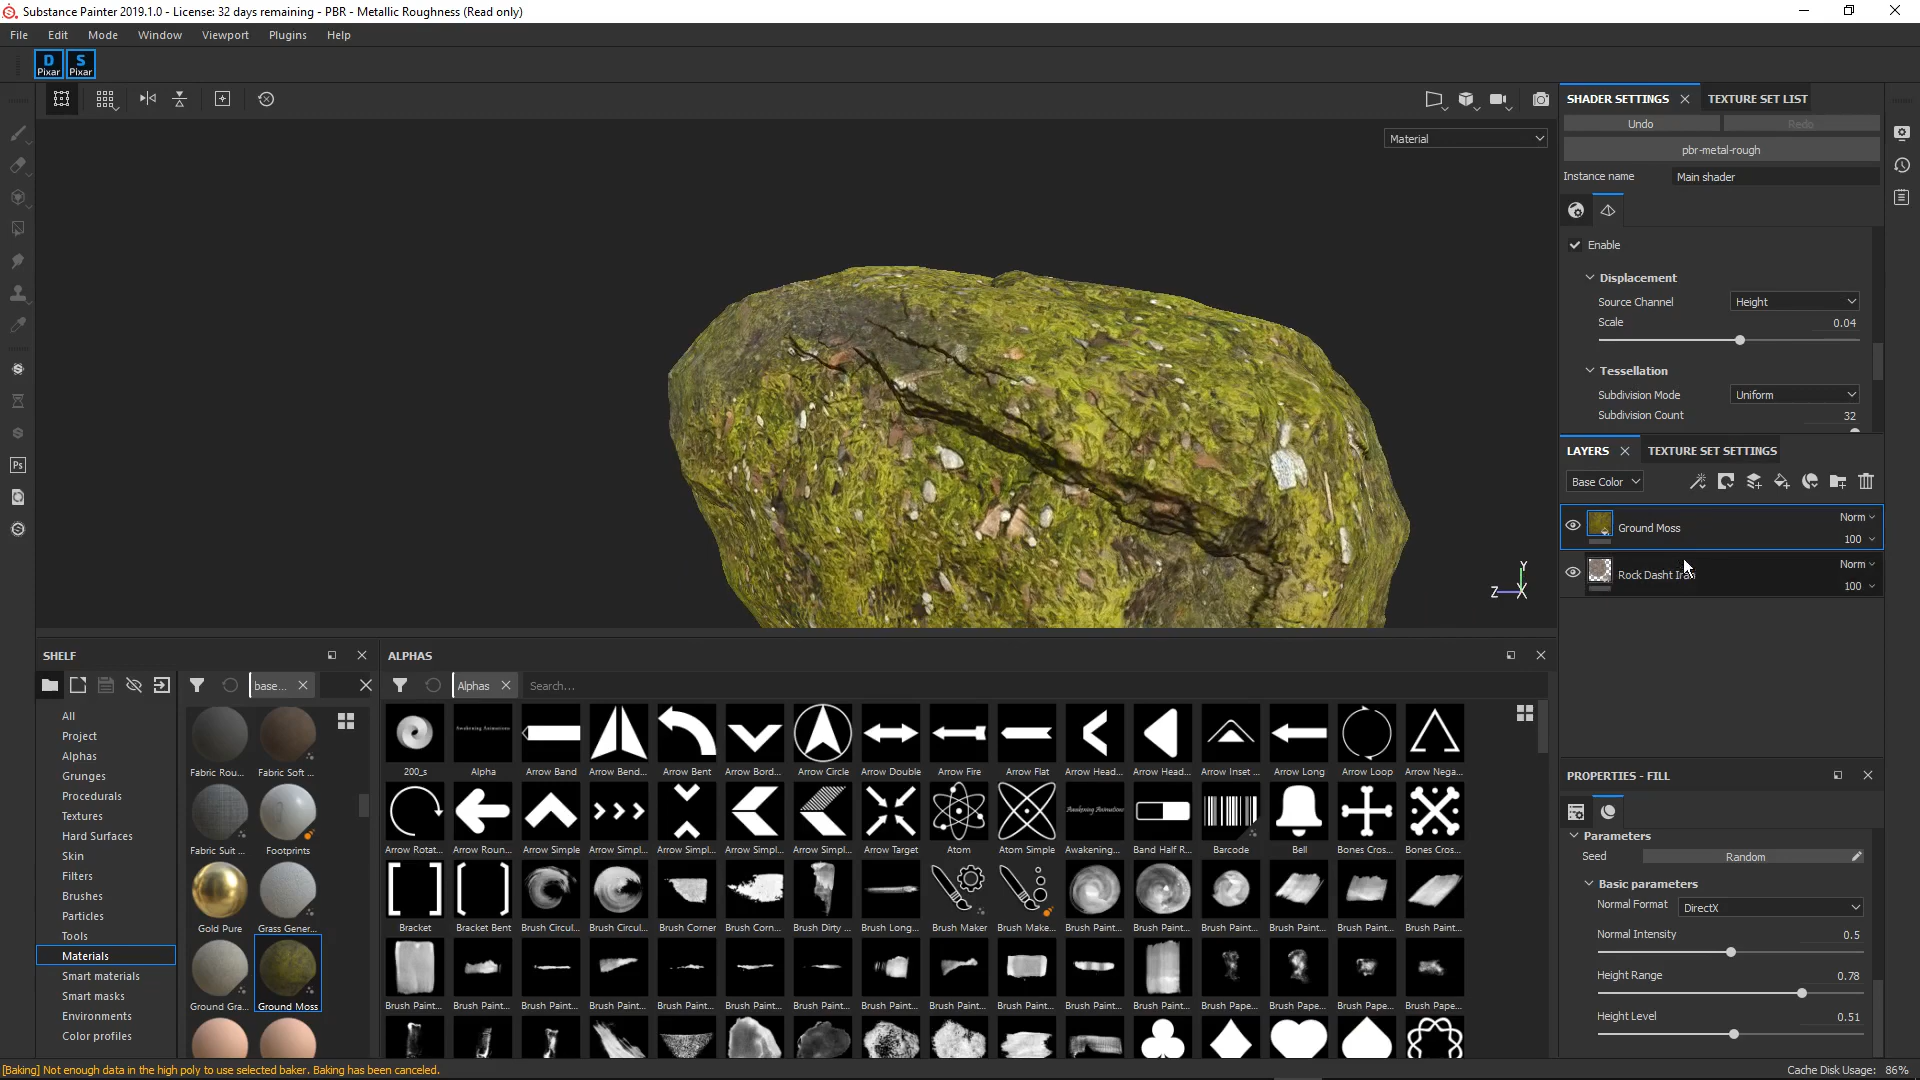 Substance Painter 2019.1.0 - License: 32 days remaining - PBR - Metallic Roughness (Read only)
File Edit Mode Window Viewport Plugins Help
D Pixar S Pixar
Material
SHADER SETTINGS TEXTURE SET LIST
Undo Redo
pbr-metal-rough
Instance name Main shader
Enable
Displacement
Source Channel Height
Scale 0.04
Tessellation
Subdivision Mode Uniform
Subdivision Count 32
LAYERS TEXTURE SET SETTINGS
Base Color
Ground Moss Norm
100
Rock Dasht Iran Norm
100
Z Y X
PROPERTIES - FILL
Parameters
Seed Random
Basic parameters
Normal Format DirectX
Normal Intensity 0.5
Height Range 0.78
Height Level 0.51
SHELF
base...
All
Project
Alphas
Grunges
Procedurals
Textures
Hard Surfaces
Skin
Filters
Brushes
Particles
Tools
Materials
Smart materials
Smart masks
Environments
Color profiles
Fabric Rou... Fabric Soft ...
Fabric Suit ... Footprints
Gold Pure Grass Gener...
Ground Gra... Ground Moss
ALPHAS
Alphas Search...
200_s Alpha Arrow Band Arrow Bend... Arrow Bent Arrow Bord... Arrow Circle Arrow Double Arrow Fire Arrow Flat Arrow Head... Arrow Head... Arrow Inset ... Arrow Long Arrow Loop Arrow Nega...
Arrow Rotat... Arrow Roun... Arrow Simple Arrow Simpl... Arrow Simpl... Arrow Simpl... Arrow Simpl... Arrow Target Atom Atom Simple Awakening... Band Half R... Barcode Bell Bones Cros... Bones Cros...
Bracket Bracket Bent Brush Circul... Brush Circul... Brush Corner Brush Corn... Brush Dirty ... Brush Long... Brush Maker Brush Make... Brush Paint... Brush Paint... Brush Paint... Brush Paint... Brush Paint... Brush Paint...
Brush Paint... Brush Paint... Brush Paint... Brush Paint... Brush Paint... Brush Paint... Brush Paint... Brush Paint... Brush Paint... Brush Paint... Brush Paint... Brush Paint... Brush Pape... Brush Pape... Brush Pape... Brush Pape...
[Baking] Not enough data in the high poly to use selected baker. Baking has been canceled.
Cache Disk Usage: 86%
Ps